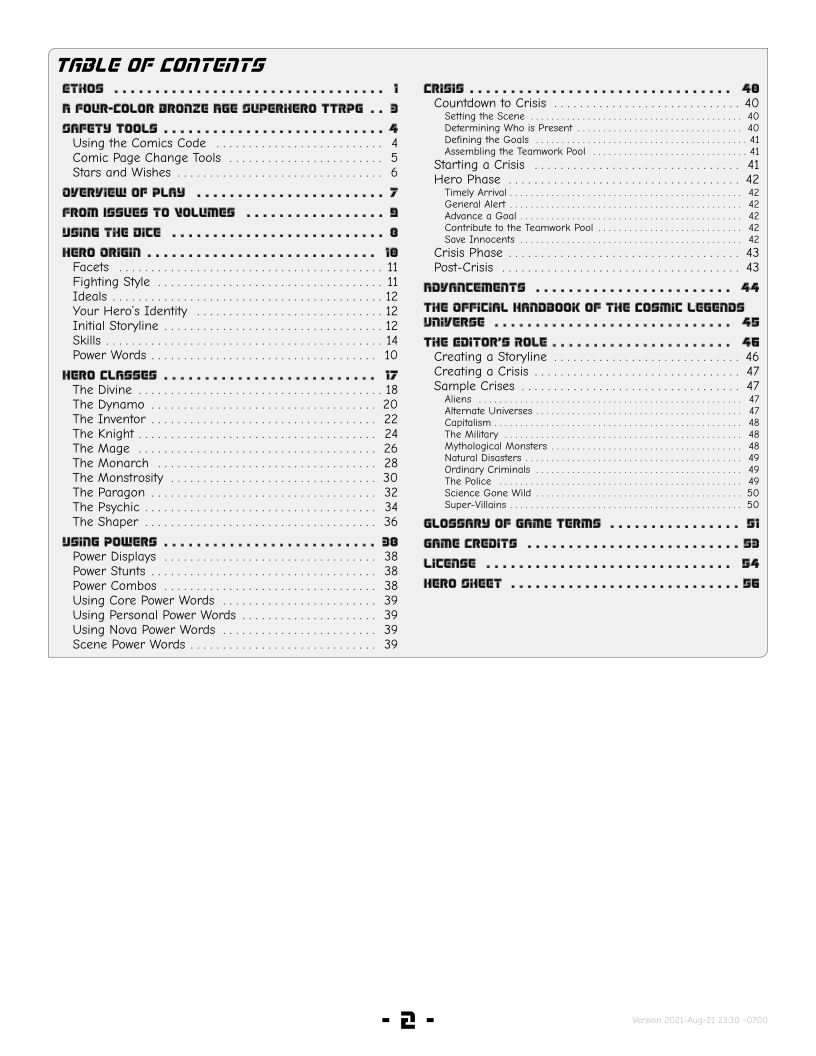 TABLE OF CONTENTS
ETHOS . . . . . . . . . . . . . . . . . . . . . . . . . . . . . . . . . 1
A FOUR-COLOR BRONZE AGE SUPERHERO TTRPG . . 3
SAFETY TOOLS . . . . . . . . . . . . . . . . . . . . . . . . . . . 4
Using the Comics Code . . . . . . . . . . . . . . . . . . . . . . . . . . 4
Comic Page Change Tools . . . . . . . . . . . . . . . . . . . . . . . . 5
Stars and Wishes . . . . . . . . . . . . . . . . . . . . . . . . . . . . . . . . 6
OVERVIEW OF PLAY . . . . . . . . . . . . . . . . . . . . . . . 7
FROM ISSUES TO VOLUMES . . . . . . . . . . . . . . . . . 9
USING THE DICE . . . . . . . . . . . . . . . . . . . . . . . . . . 8
HERO ORIGIN . . . . . . . . . . . . . . . . . . . . . . . . . . . . 10
Facets . . . . . . . . . . . . . . . . . . . . . . . . . . . . . . . . . . . . . . . . . 11
Fighting Style . . . . . . . . . . . . . . . . . . . . . . . . . . . . . . . . . . . 11
Ideals . . . . . . . . . . . . . . . . . . . . . . . . . . . . . . . . . . . . . . . . . . 12
Your Hero's Identity . . . . . . . . . . . . . . . . . . . . . . . . . . . . . 12
Initial Storyline . . . . . . . . . . . . . . . . . . . . . . . . . . . . . . . . . . 12
Skills . . . . . . . . . . . . . . . . . . . . . . . . . . . . . . . . . . . . . . . . . . . 14
Power Words . . . . . . . . . . . . . . . . . . . . . . . . . . . . . . . . . . . 10
HERO CLASSES . . . . . . . . . . . . . . . . . . . . . . . . . . 17
The Divine . . . . . . . . . . . . . . . . . . . . . . . . . . . . . . . . . . . . . . 18
The Dynamo . . . . . . . . . . . . . . . . . . . . . . . . . . . . . . . . . . . 20
The Inventor . . . . . . . . . . . . . . . . . . . . . . . . . . . . . . . . . . . 22
The Knight . . . . . . . . . . . . . . . . . . . . . . . . . . . . . . . . . . . . . 24
The Mage . . . . . . . . . . . . . . . . . . . . . . . . . . . . . . . . . . . . . . 26
The Monarch . . . . . . . . . . . . . . . . . . . . . . . . . . . . . . . . . . 28
The Monstrosity . . . . . . . . . . . . . . . . . . . . . . . . . . . . . . . . 30
The Paragon . . . . . . . . . . . . . . . . . . . . . . . . . . . . . . . . . . . 32
The Psychic . . . . . . . . . . . . . . . . . . . . . . . . . . . . . . . . . . . . 34
The Shaper . . . . . . . . . . . . . . . . . . . . . . . . . . . . . . . . . . . . 36
USING POWERS . . . . . . . . . . . . . . . . . . . . . . . . . . 38
Power Displays . . . . . . . . . . . . . . . . . . . . . . . . . . . . . . . . . 38
Power Stunts . . . . . . . . . . . . . . . . . . . . . . . . . . . . . . . . . . . 38
Power Combos . . . . . . . . . . . . . . . . . . . . . . . . . . . . . . . . . 38
Using Core Power Words . . . . . . . . . . . . . . . . . . . . . . . . 39
Using Personal Power Words . . . . . . . . . . . . . . . . . . . . . 39
Using Nova Power Words . . . . . . . . . . . . . . . . . . . . . . . . 39
Scene Power Words . . . . . . . . . . . . . . . . . . . . . . . . . . . . . 39
CRISIS . . . . . . . . . . . . . . . . . . . . . . . . . . . . . . . . 40
Countdown to Crisis . . . . . . . . . . . . . . . . . . . . . . . . . . . . . 40
Setting the Scene . . . . . . . . . . . . . . . . . . . . . . . . . . . . . . . . . . . . . . . . 40
Determining Who is Present . . . . . . . . . . . . . . . . . . . . . . . . . . . . . . . 40
Defining the Goals . . . . . . . . . . . . . . . . . . . . . . . . . . . . . . . . . . . . . . . 41
Assembling the Teamwork Pool . . . . . . . . . . . . . . . . . . . . . . . . . . . . 41
Starting a Crisis . . . . . . . . . . . . . . . . . . . . . . . . . . . . . . . . 41
Hero Phase . . . . . . . . . . . . . . . . . . . . . . . . . . . . . . . . . . . . 42
Timely Arrival . . . . . . . . . . . . . . . . . . . . . . . . . . . . . . . . . . . . . . . . . . . . 42
General Alert . . . . . . . . . . . . . . . . . . . . . . . . . . . . . . . . . . . . . . . . . . . . 42
Advance a Goal . . . . . . . . . . . . . . . . . . . . . . . . . . . . . . . . . . . . . . . . . . 42
Contribute to the Teamwork Pool . . . . . . . . . . . . . . . . . . . . . . . . . . . 42
Save Innocents . . . . . . . . . . . . . . . . . . . . . . . . . . . . . . . . . . . . . . . . . . 42
Crisis Phase . . . . . . . . . . . . . . . . . . . . . . . . . . . . . . . . . . . . 43
Post-Crisis . . . . . . . . . . . . . . . . . . . . . . . . . . . . . . . . . . . . . 43
ADVANCEMENTS . . . . . . . . . . . . . . . . . . . . . . . . 44
THE OFFICIAL HANDBOOK OF THE COSMIC LEGENDS
UNIVERSE . . . . . . . . . . . . . . . . . . . . . . . . . . . . . 45
THE EDITOR'S ROLE . . . . . . . . . . . . . . . . . . . . . . 46
Creating a Storyline . . . . . . . . . . . . . . . . . . . . . . . . . . . . . 46
Creating a Crisis . . . . . . . . . . . . . . . . . . . . . . . . . . . . . . . . 47
Sample Crises . . . . . . . . . . . . . . . . . . . . . . . . . . . . . . . . . . 47
Aliens . . . . . . . . . . . . . . . . . . . . . . . . . . . . . . . . . . . . . . . . . . . . . . . . . . 47
Alternate Universes . . . . . . . . . . . . . . . . . . . . . . . . . . . . . . . . . . . . . . . 47
Capitalism . . . . . . . . . . . . . . . . . . . . . . . . . . . . . . . . . . . . . . . . . . . . . . . 48
The Military . . . . . . . . . . . . . . . . . . . . . . . . . . . . . . . . . . . . . . . . . . . . . 48
Mythological Monsters . . . . . . . . . . . . . . . . . . . . . . . . . . . . . . . . . . . . 48
Natural Disasters . . . . . . . . . . . . . . . . . . . . . . . . . . . . . . . . . . . . . . . . . 49
Ordinary Criminals . . . . . . . . . . . . . . . . . . . . . . . . . . . . . . . . . . . . . . . 49
The Police . . . . . . . . . . . . . . . . . . . . . . . . . . . . . . . . . . . . . . . . . . . . . . 49
Science Gone Wild . . . . . . . . . . . . . . . . . . . . . . . . . . . . . . . . . . . . . . . 50
Super-Villains . . . . . . . . . . . . . . . . . . . . . . . . . . . . . . . . . . . . . . . . . . . . 50
GLOSSARY OF GAME TERMS . . . . . . . . . . . . . . . . 51
GAME CREDITS . . . . . . . . . . . . . . . . . . . . . . . . . . 53
LICENSE . . . . . . . . . . . . . . . . . . . . . . . . . . . . . . 54
HERO SHEET . . . . . . . . . . . . . . . . . . . . . . . . . . . . 56
- 2 -
Version 2021-Aug-21 23:30 -0700